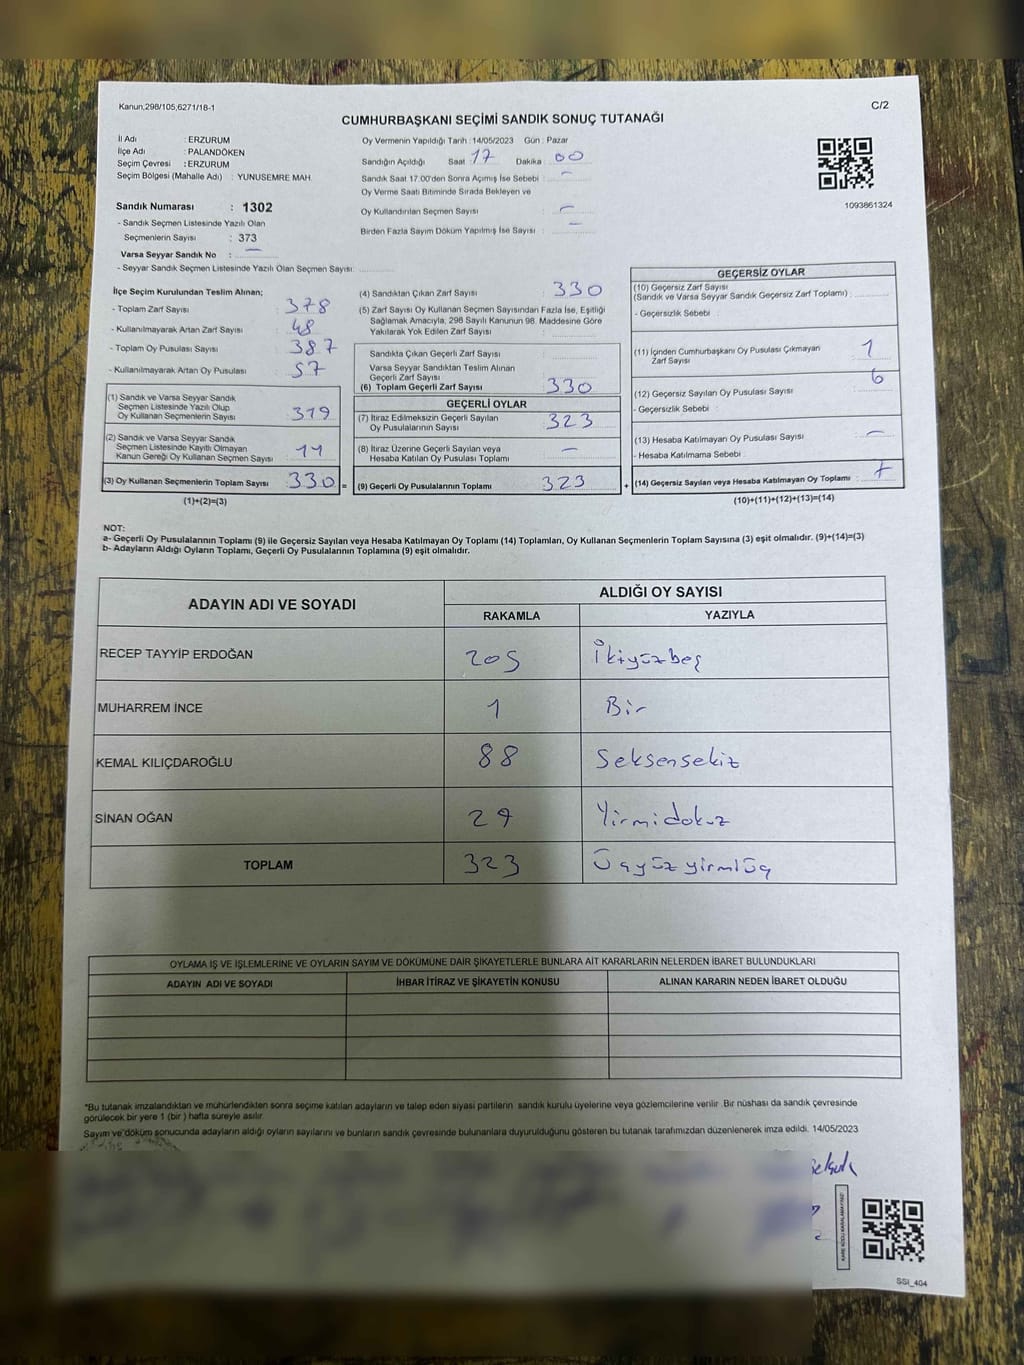 Kanun,298/105,6271/18-1
C/2
CUMHURBAŞKANI SEÇİMİ SANDIK SONUÇ TUTANAĞI
İl Adı : ERZURUM
İlçe Adı : PALANDÖKEN
Seçim Çevresi : ERZURUM
Seçim Bölgesi (Mahalle Adı) : YUNUSEMRE MAH.
Oy Vermenin Yapıldığı Tarih : 14/05/2023 Gün : Pazar
Sandığın Açıldığı Saat 17 Dakika : 00
Sandık Saat 17.00'den Sonra Açımış İse Sebebi : –
Oy Verme Saati Bitiminde Sırada Bekleyen ve
Oy Kullandırılan Seçmen Sayısı : –
Birden Fazla Sayım Döküm Yapılmış İse Sayısı : –
1093861324
Sandık Numarası : 1302
- Sandık Seçmen Listesinde Yazılı Olan
Seçmenlerin Sayısı : 373
Varsa Seyyar Sandık No : –
- Seyyar Sandık Seçmen Listesinde Yazılı Olan Seçmen Sayısı:
İlçe Seçim Kurulundan Teslim Alınan;
- Toplam Zarf Sayısı : 378
- Kullanılmayarak Artan Zarf Sayısı : 48
- Toplam Oy Pusulası Sayısı : 387
- Kullanılmayarak Artan Oy Pusulası : 57
(1) Sandık ve Varsa Seyyar Sandık
Seçmen Listesinde Yazılı Olup
Oy Kullanan Seçmenlerin Sayısı : 319
(2) Sandık ve Varsa Seyyar Sandık
Seçmen Listesinde Kayıtlı Olmayan
Kanun Gereği Oy Kullanan Seçmen Sayısı : 11
(3) Oy Kullanan Seçmenlerin Toplam Sayısı : 330 =
(1)+(2)=(3)
(4) Sandıktan Çıkan Zarf Sayısı : 330
(5) Zarf Sayısı Oy Kullanan Seçmen Sayısından Fazla İse, Eşitliği
Sağlamak Amacıyla, 298 Sayılı Kanunun 98. Maddesine Göre
Yakılarak Yok Edilen Zarf Sayısı :
Sandıkta Çıkan Geçerli Zarf Sayısı :
Varsa Seyyar Sandıktan Teslim Alınan
Geçerli Zarf Sayısı :
(6) Toplam Geçerli Zarf Sayısı : 330
GEÇERLİ OYLAR
(7) İtiraz Edilmeksizin Geçerli Sayılan
Oy Pusulalarının Sayısı : 323
(8) İtiraz Üzerine Geçerli Sayılan veya
Hesaba Katılan Oy Pusulası Toplamı : –
(9) Geçerli Oy Pusulalarının Toplamı : 323 +
GEÇERSİZ OYLAR
(10) Geçersiz Zarf Sayısı
(Sandık ve Varsa Seyyar Sandık Geçersiz Zarf Toplamı) :
- Geçersizlik Sebebi :
(11) İçinden Cumhurbaşkanı Oy Pusulası Çıkmayan
Zarf Sayısı : 1
(12) Geçersiz Sayılan Oy Pusulası Sayısı : 6
- Geçersizlik Sebebi :
(13) Hesaba Katılmayan Oy Pusulası Sayısı : –
- Hesaba Katılmama Sebebi :
(14) Geçersiz Sayılan veya Hesaba Katılmayan Oy Toplamı : 7
(10)+(11)+(12)+(13)=(14)
NOT:
a- Geçerli Oy Pusulalarının Toplamı (9) ile Geçersiz Sayılan veya Hesaba Katılmayan Oy Toplamı (14) Toplamları, Oy Kullanan Seçmenlerin Toplam Sayısına (3) eşit olmalıdır. (9)+(14)=(3)
b- Adayların Aldığı Oyların Toplamı, Geçerli Oy Pusulalarının Toplamına (9) eşit olmalıdır.
ADAYIN ADI VE SOYADI
ALDIĞI OY SAYISI
RAKAMLA YAZIYLA
RECEP TAYYİP ERDOĞAN 205 İkiyüzbeş
MUHARREM İNCE 1 Bir
KEMAL KILIÇDAROĞLU 88 Seksensekiz
SİNAN OĞAN 29 Yirmidokuz
TOPLAM 323 Üçyüzyirmiüç
OYLAMA İŞ VE İŞLEMLERİNE VE OYLARIN SAYIM VE DÖKÜMÜNE DAİR ŞİKAYETLERLE BUNLARA AİT KARARLARIN NELERDEN İBARET BULUNDUKLARI
ADAYIN ADI VE SOYADI İHBAR İTİRAZ VE ŞİKAYETİN KONUSU ALINAN KARARIN NEDEN İBARET OLDUĞU
*Bu tutanak imzalandıktan ve mühürlendikten sonra seçime katılan adayların ve talep eden siyasi partilerin sandık kurulu üyelerine veya gözlemcilerine verilir. Bir nüshası da sandık çevresinde
görülecek bir yere 1 (bir ) hafta süreyle asılır.
Sayım ve döküm sonucunda adayların aldığı oyların sayılarını ve bunların sandık çevresinde bulunanlara duyurulduğunu gösteren bu tutanak tarafımızdan düzenlenerek imza edildi. 14/05/2023
SSI_404